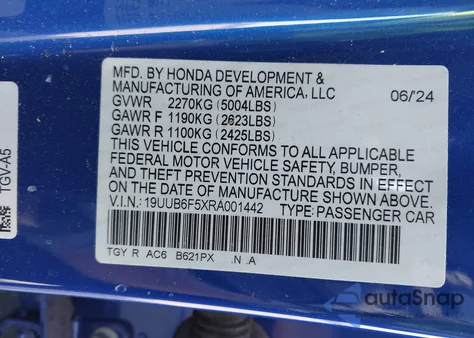 MFD. BY HONDA DEVELOPMENT &
MANUFACTURING OF AMERICA, LLC 06/24
GVWR 2270KG (5004LBS)
GAWR F 1190KG (2623LBS)
GAWR R 1100KG (2425LBS)
THIS VEHICLE CONFORMS TO ALL APPLICABLE
FEDERAL MOTOR VEHICLE SAFETY, BUMPER,
AND THEFT PREVENTION STANDARDS IN EFFECT
ON THE DATE OF MANUFACTURE SHOWN ABOVE.
V.I.N.: 19UUB6F5XRA001442 TYPE: PASSENGER CAR
TGY R AC6 B621PX .N .A
TGV-A5
autoSnap